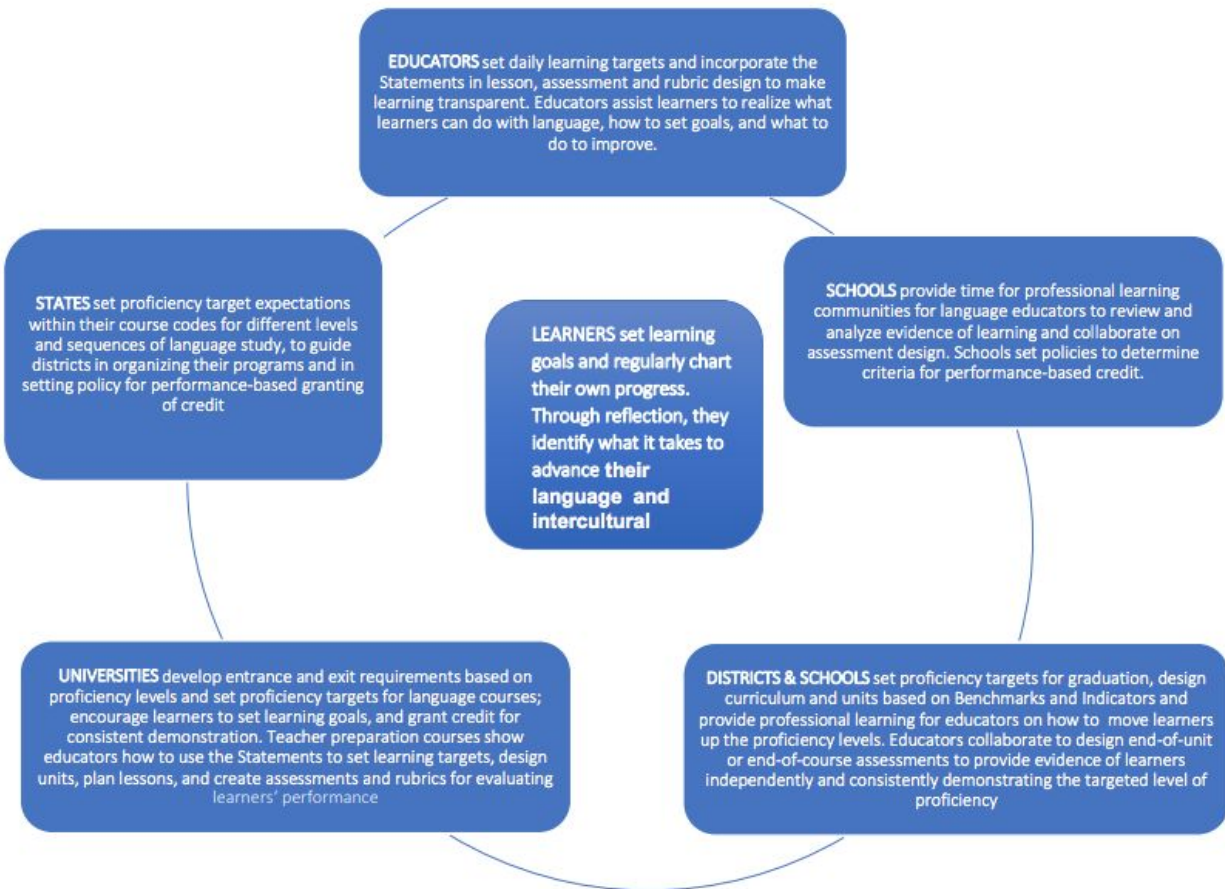 EDUCATORS set daily learning targets and incorporate the
Statements in lesson, assessment and rubric design to make
learning transparent. Educators assist learners to realize what
learners can do with language, how to set goals, and what to
do to improve.
STATES set proficiency target expectations
within their course codes for different levels
and sequences of language study, to guide
districts in organizing their programs and in
setting policy for performance-based granting
of credit
LEARNERS set learning
goals and regularly chart
their own progress.
Through reflection, they
identify what it takes to
advance their
language and
intercultural
SCHOOLS provide time for professional learning
communities for language educators to review and
analyze evidence of learning and collaborate on
assessment design. Schools set policies to determine
criteria for performance-based credit.
UNIVERSITIES develop entrance and exit requirements based on
proficiency levels and set proficiency targets for language courses;
encourage learners to set learning goals, and grant credit for
consistent demonstration. Teacher preparation courses show
educators how to use the Statements to set learning targets, design
units, plan lessons, and create assessments and rubrics for evaluating
learners' performance
DISTRICTS & SCHOOLS set proficiency targets for graduation, design
curriculum and units based on Benchmarks and Indicators and
provide professional learning for educators on how to move learners
up the proficiency levels. Educators collaborate to design end-of-unit
or end-of-course assessments to provide evidence of learners
independently and consistently demonstrating the targeted level of
proficiency